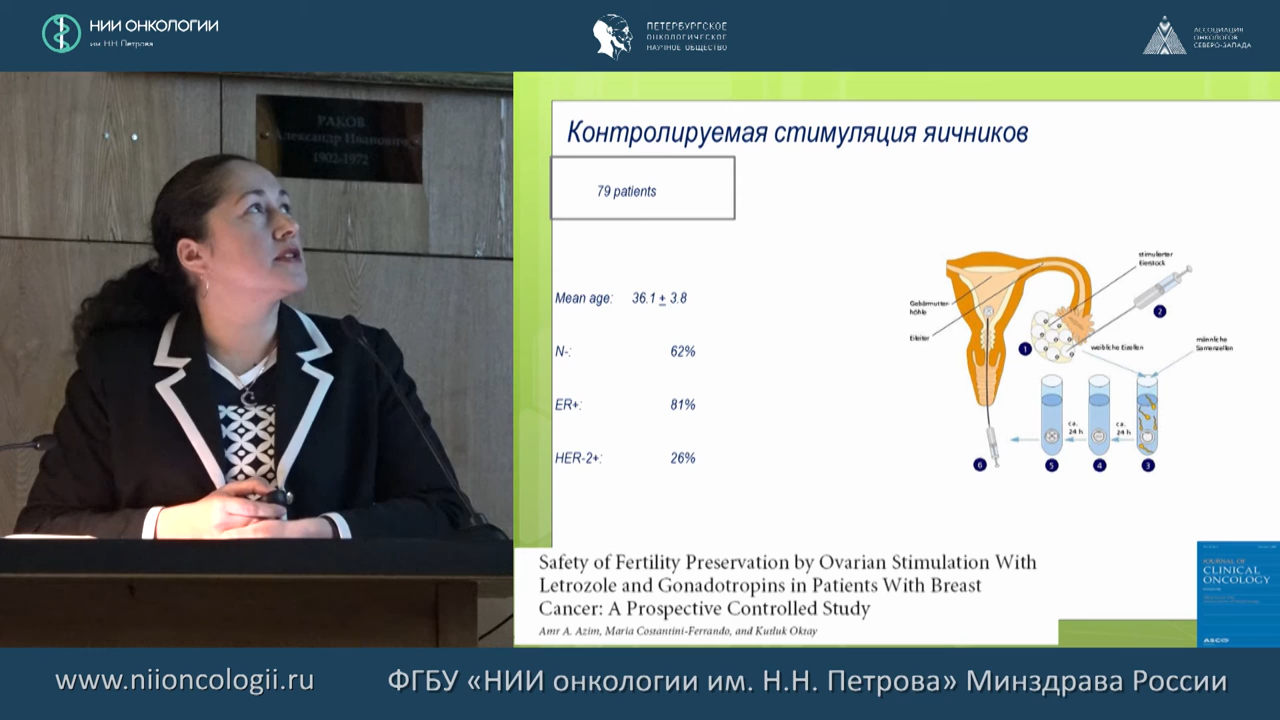 НИИ ОНКОЛОГИИ
им. Н.Н. Петрова
ПЕТЕРБУРГСКОЕ
ОНКОЛОГИЧЕСКОЕ
НАУЧНОЕ ОБЩЕСТВО
АССОЦИАЦИЯ
ОНКОЛОГОВ
СЕВЕРО-ЗАПАДА
РАКОВ
Александр Иванович
1902-1972
Контролируемая стимуляция яичников
79 patients
Mean age: 36.1 ± 3.8
N-: 62%
ER+: 81%
HER-2+: 26%
stimulierter
Eierstock
2
Gebärmutter-
höhle
Eileiter
1
weibliche Eizellen
männliche
Samenzellen
ca.
24 h
ca.
24 h
6
5
4
3
Safety of Fertility Preservation by Ovarian Stimulation With
Letrozole and Gonadotropins in Patients With Breast
Cancer: A Prospective Controlled Study
Amr A. Azim, Maria Costantini-Ferrando, and Kutluk Oktay
JOURNAL OF
CLINICAL
ONCOLOGY
ASCO
www.niioncologii.ru
ФГБУ «НИИ онкологии им. Н.Н. Петрова» Минздрава России